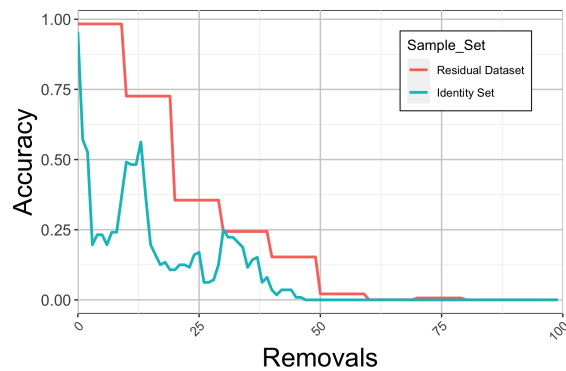 1.00
0.75
0.50
0.25
0.00
Accuracy
Sample_Set
Residual Dataset
Identity Set
0
25
50
75
100
Removals